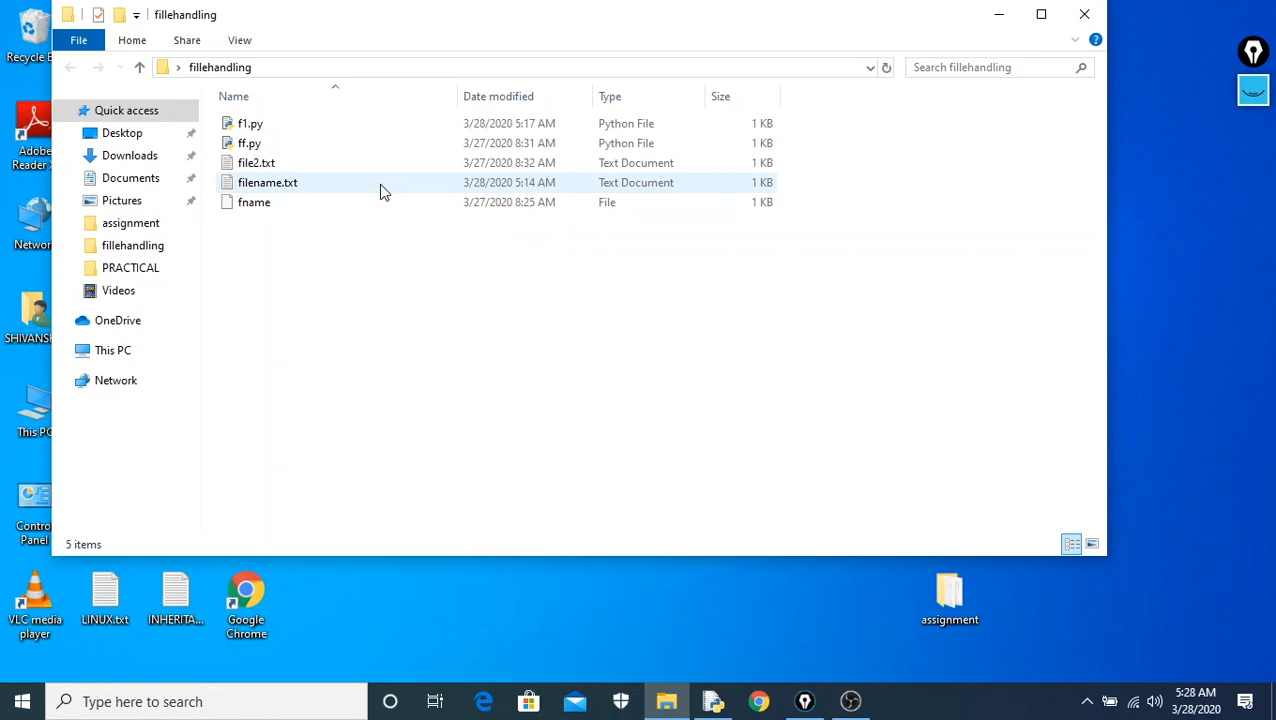 Recycle B
fillehandling
File
Home
Share
View
fillehandling
Search fillehandling
Name
Date modified
Type
Size
Quick access
f1.py
3/28/2020 5:17 AM
Python File
1 KB
Desktop
ff.py
3/27/2020 8:31 AM
Python File
1 KB
Adobe
Reader X
Downloads
file2.txt
3/27/2020 8:32 AM
Text Document
1 KB
Documents
filename.txt
3/28/2020 5:14 AM
Text Document
1 KB
Pictures
fname
3/27/2020 8:25 AM
File
1 KB
assignment
Networ
fillehandling
PRACTICAL
Videos
OneDrive
SHIVANSH
This PC
Network
This PC
Contro
Panel
5 items
VLC media
player
LINUX.txt
INHERITA...
Google
Chrome
assignment
Type here to search
5:28 AM
3/28/2020